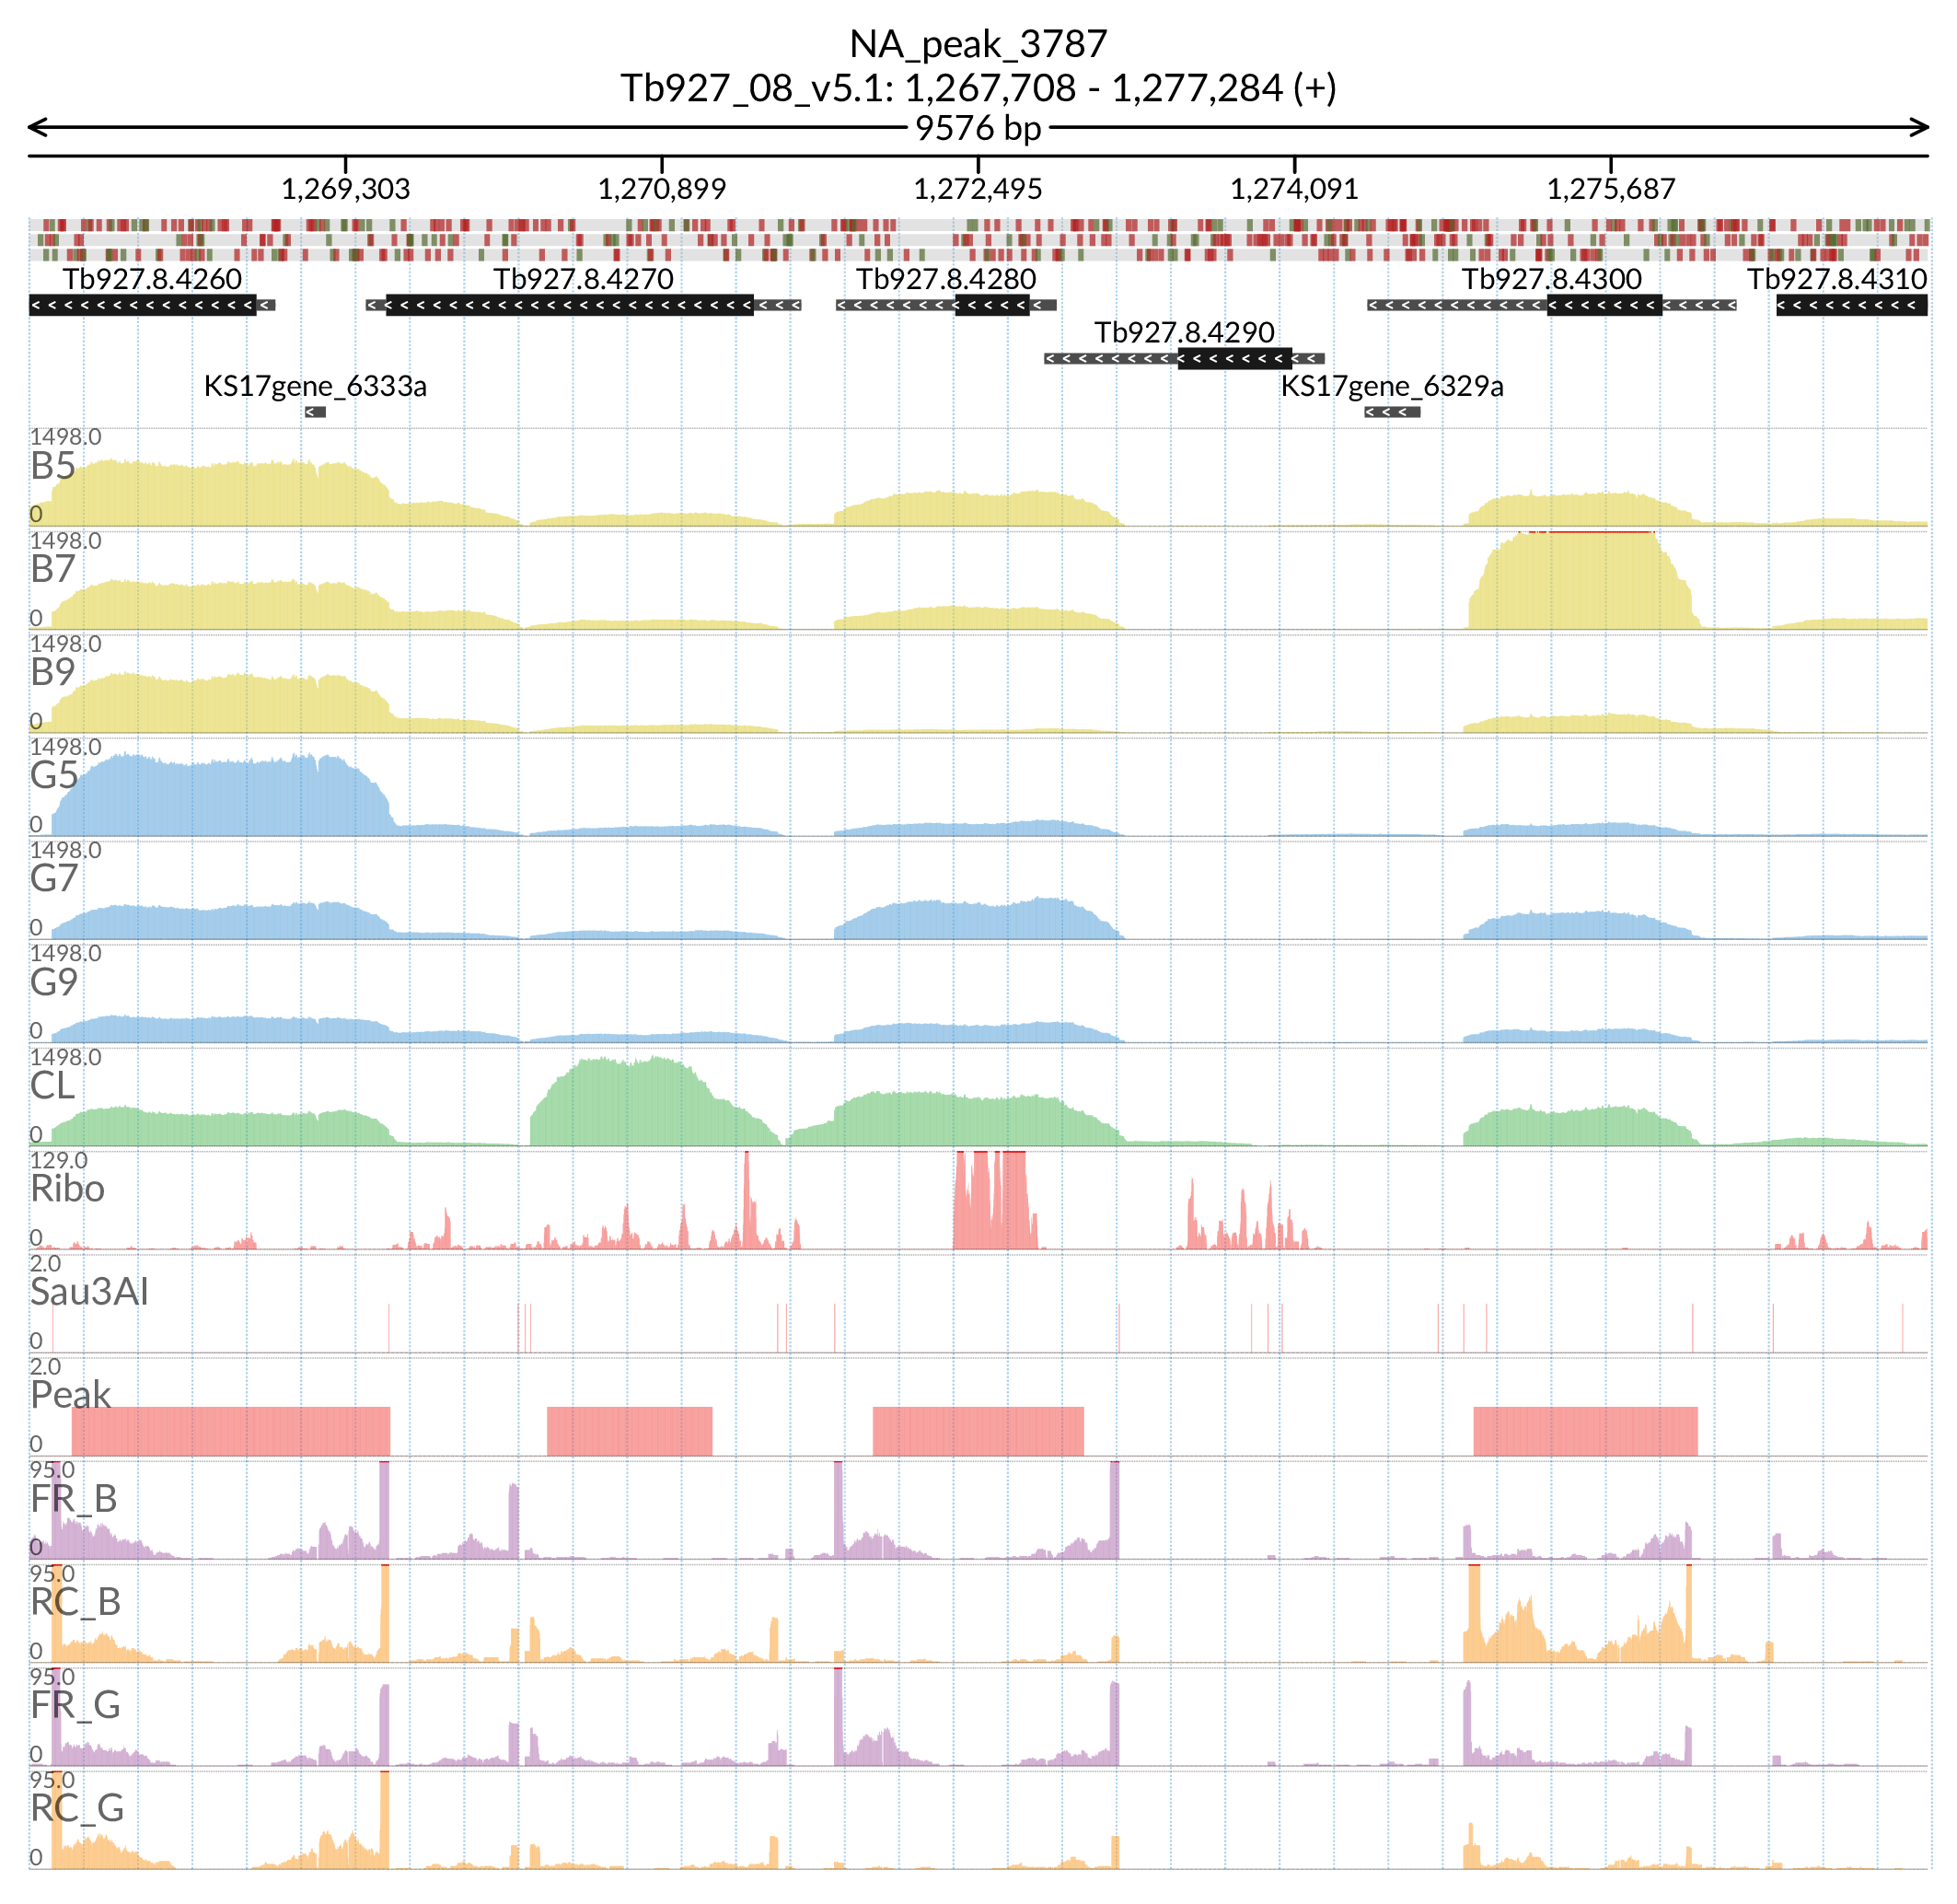 NA_peak_3787
Tb927_08_v5.1: 1,267,708 - 1,277,284 (+)
9576 bp
1,269,303 1,270,899 1,272,495 1,274,091 1,275,687
Tb927.8.4260 Tb927.8.4270 Tb927.8.4280 Tb927.8.4300 Tb927.8.4310
Tb927.8.4290
KS17gene_6333a KS17gene_6329a
1498.0
B5
0
1498.0
B7
0
1498.0
B9
0
1498.0
G5
0
1498.0
G7
0
1498.0
G9
0
1498.0
CL
0
129.0
Ribo
0
2.0
Sau3AI
0
2.0
Peak
0
95.0
FR_B
0
95.0
RC_B
0
95.0
FR_G
0
95.0
RC_G
0